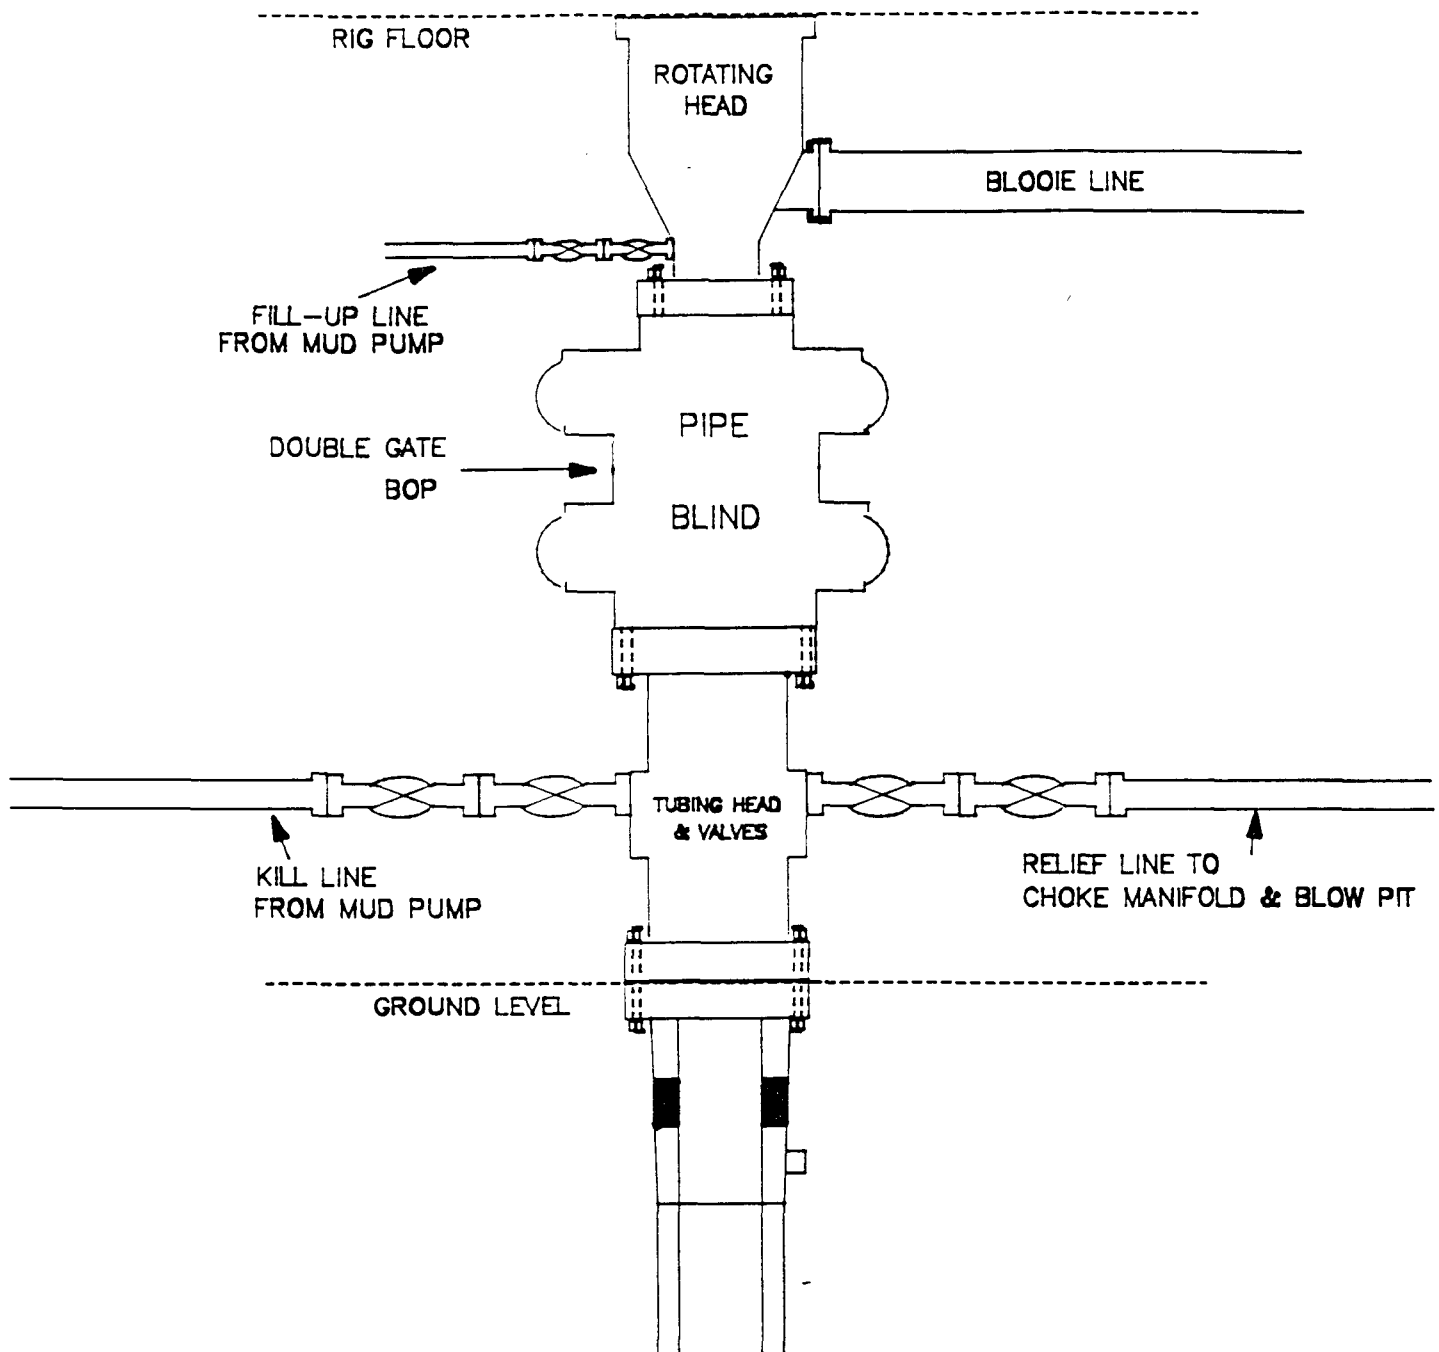 RIG FLOOR
ROTATING
HEAD
BLOOIE LINE
FILL-UP LINE
FROM MUD PUMP
PIPE
DOUBLE GATE
BOP
BLIND
TUBING HEAD
& VALVES
KILL LINE
FROM MUD PUMP
RELIEF LINE TO
CHOKE MANIFOLD & BLOW PIT
GROUND LEVEL